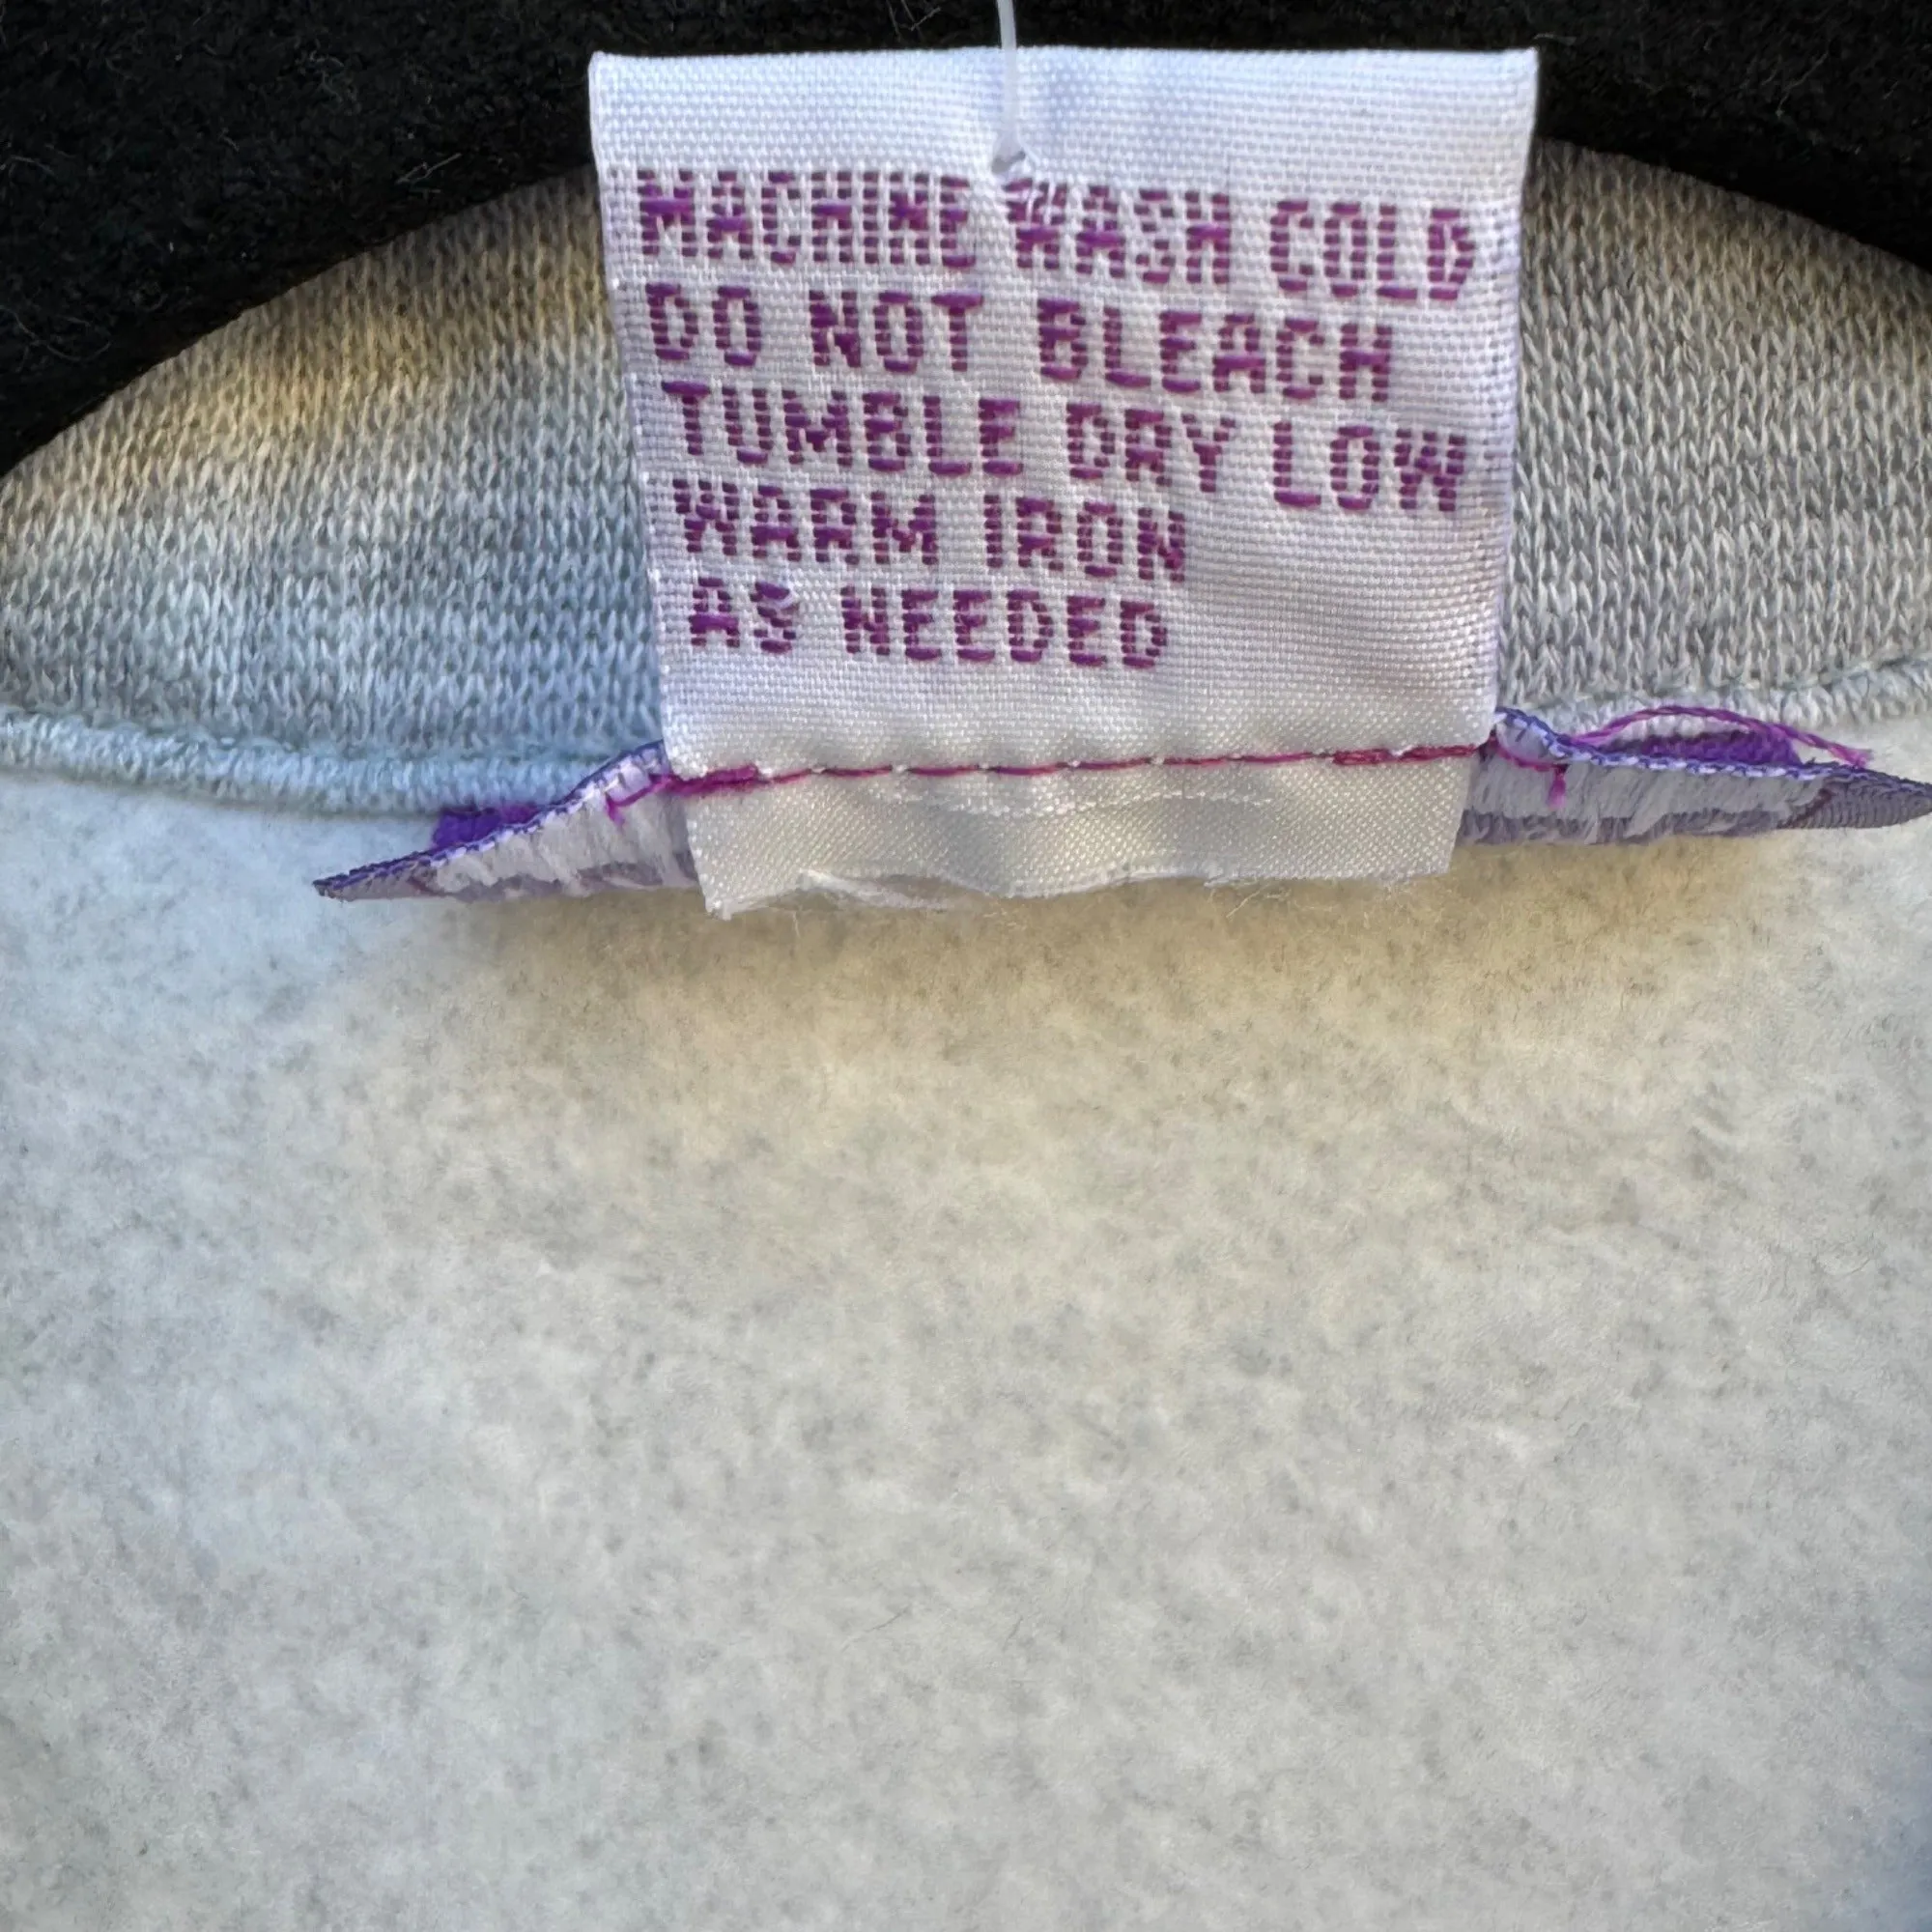 MACHINE WASH COLD
DO NOT BLEACH
TUMBLE DRY LOW
WARM IRON
AS NEEDED